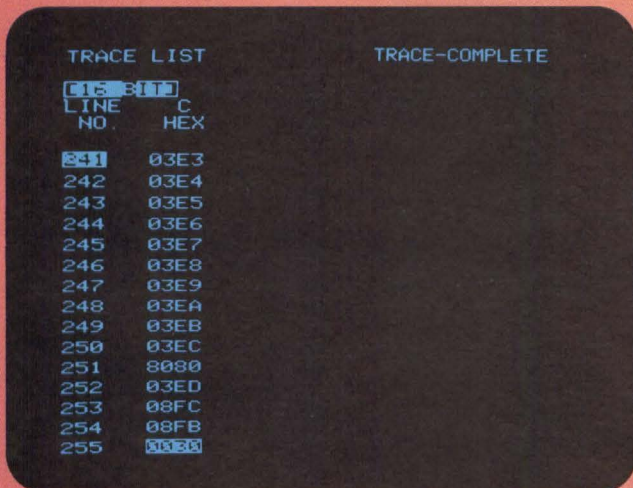 TRACE LIST TRACE-COMPLETE
[16 BIT]
LINE C
NO. HEX
241 03E3
242 03E4
243 03E5
244 03E6
245 03E7
246 03E8
247 03E9
248 03EA
249 03EB
250 03EC
251 8080
252 03ED
253 08FC
254 08FB
255